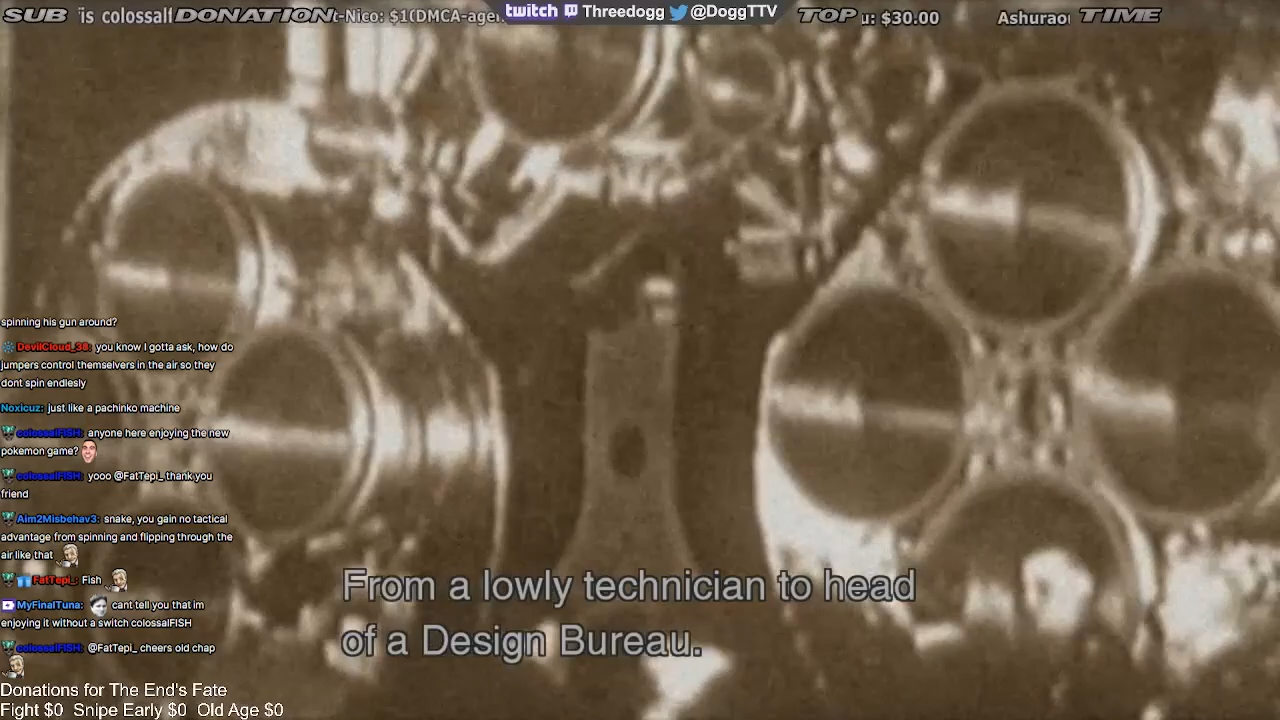 SUB is colossalf DONATION t-Nico: $1(DMCA-agen twitch Threedogg @DoggTTV TOP u: $30.00 Ashurao TIME
spinning his gun around?
DevilCloud_38: you know I gotta ask, how do
jumpers control themselvers in the air so they
dont spin endlesly
Noxicuz: just like a pachinko machine
colossalFISH: anyone here enjoying the new
pokemon game?
colossalFISH: yooo @FatTepi_ thank you
friend
Aim2Misbehav3: snake, you gain no tactical
advantage from spinning and flipping through the
air like that
FatTepi_: Fish
MyFinalTuna: cant tell you that im
enjoying it without a switch colossalFISH
colossalFISH: @FatTepi_ cheers old chap
From a lowly technician to head
of a Design Bureau.
Donations for The End's Fate
Fight $0 Snipe Early $0 Old Age $0